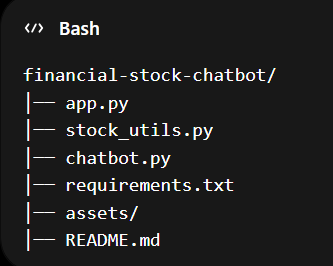 </> Bash
financial-stock-chatbot/
│── app.py
│── stock_utils.py
│── chatbot.py
│── requirements.txt
│── assets/
│── README.md